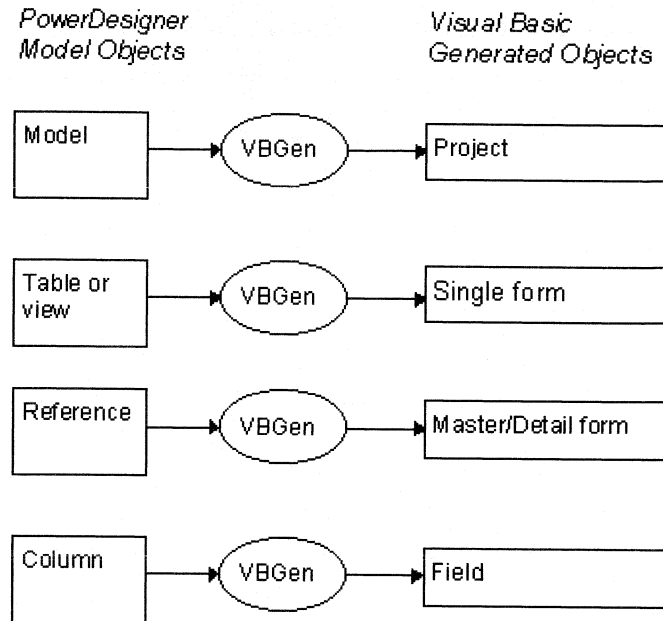 PowerDesigner
Model Objects
Visual Basic
Generated Objects
Model
VBGen
Project
Table or
view
VBGen
Single form
Reference
VBGen
Master/Detail form
Column
VBGen
Field